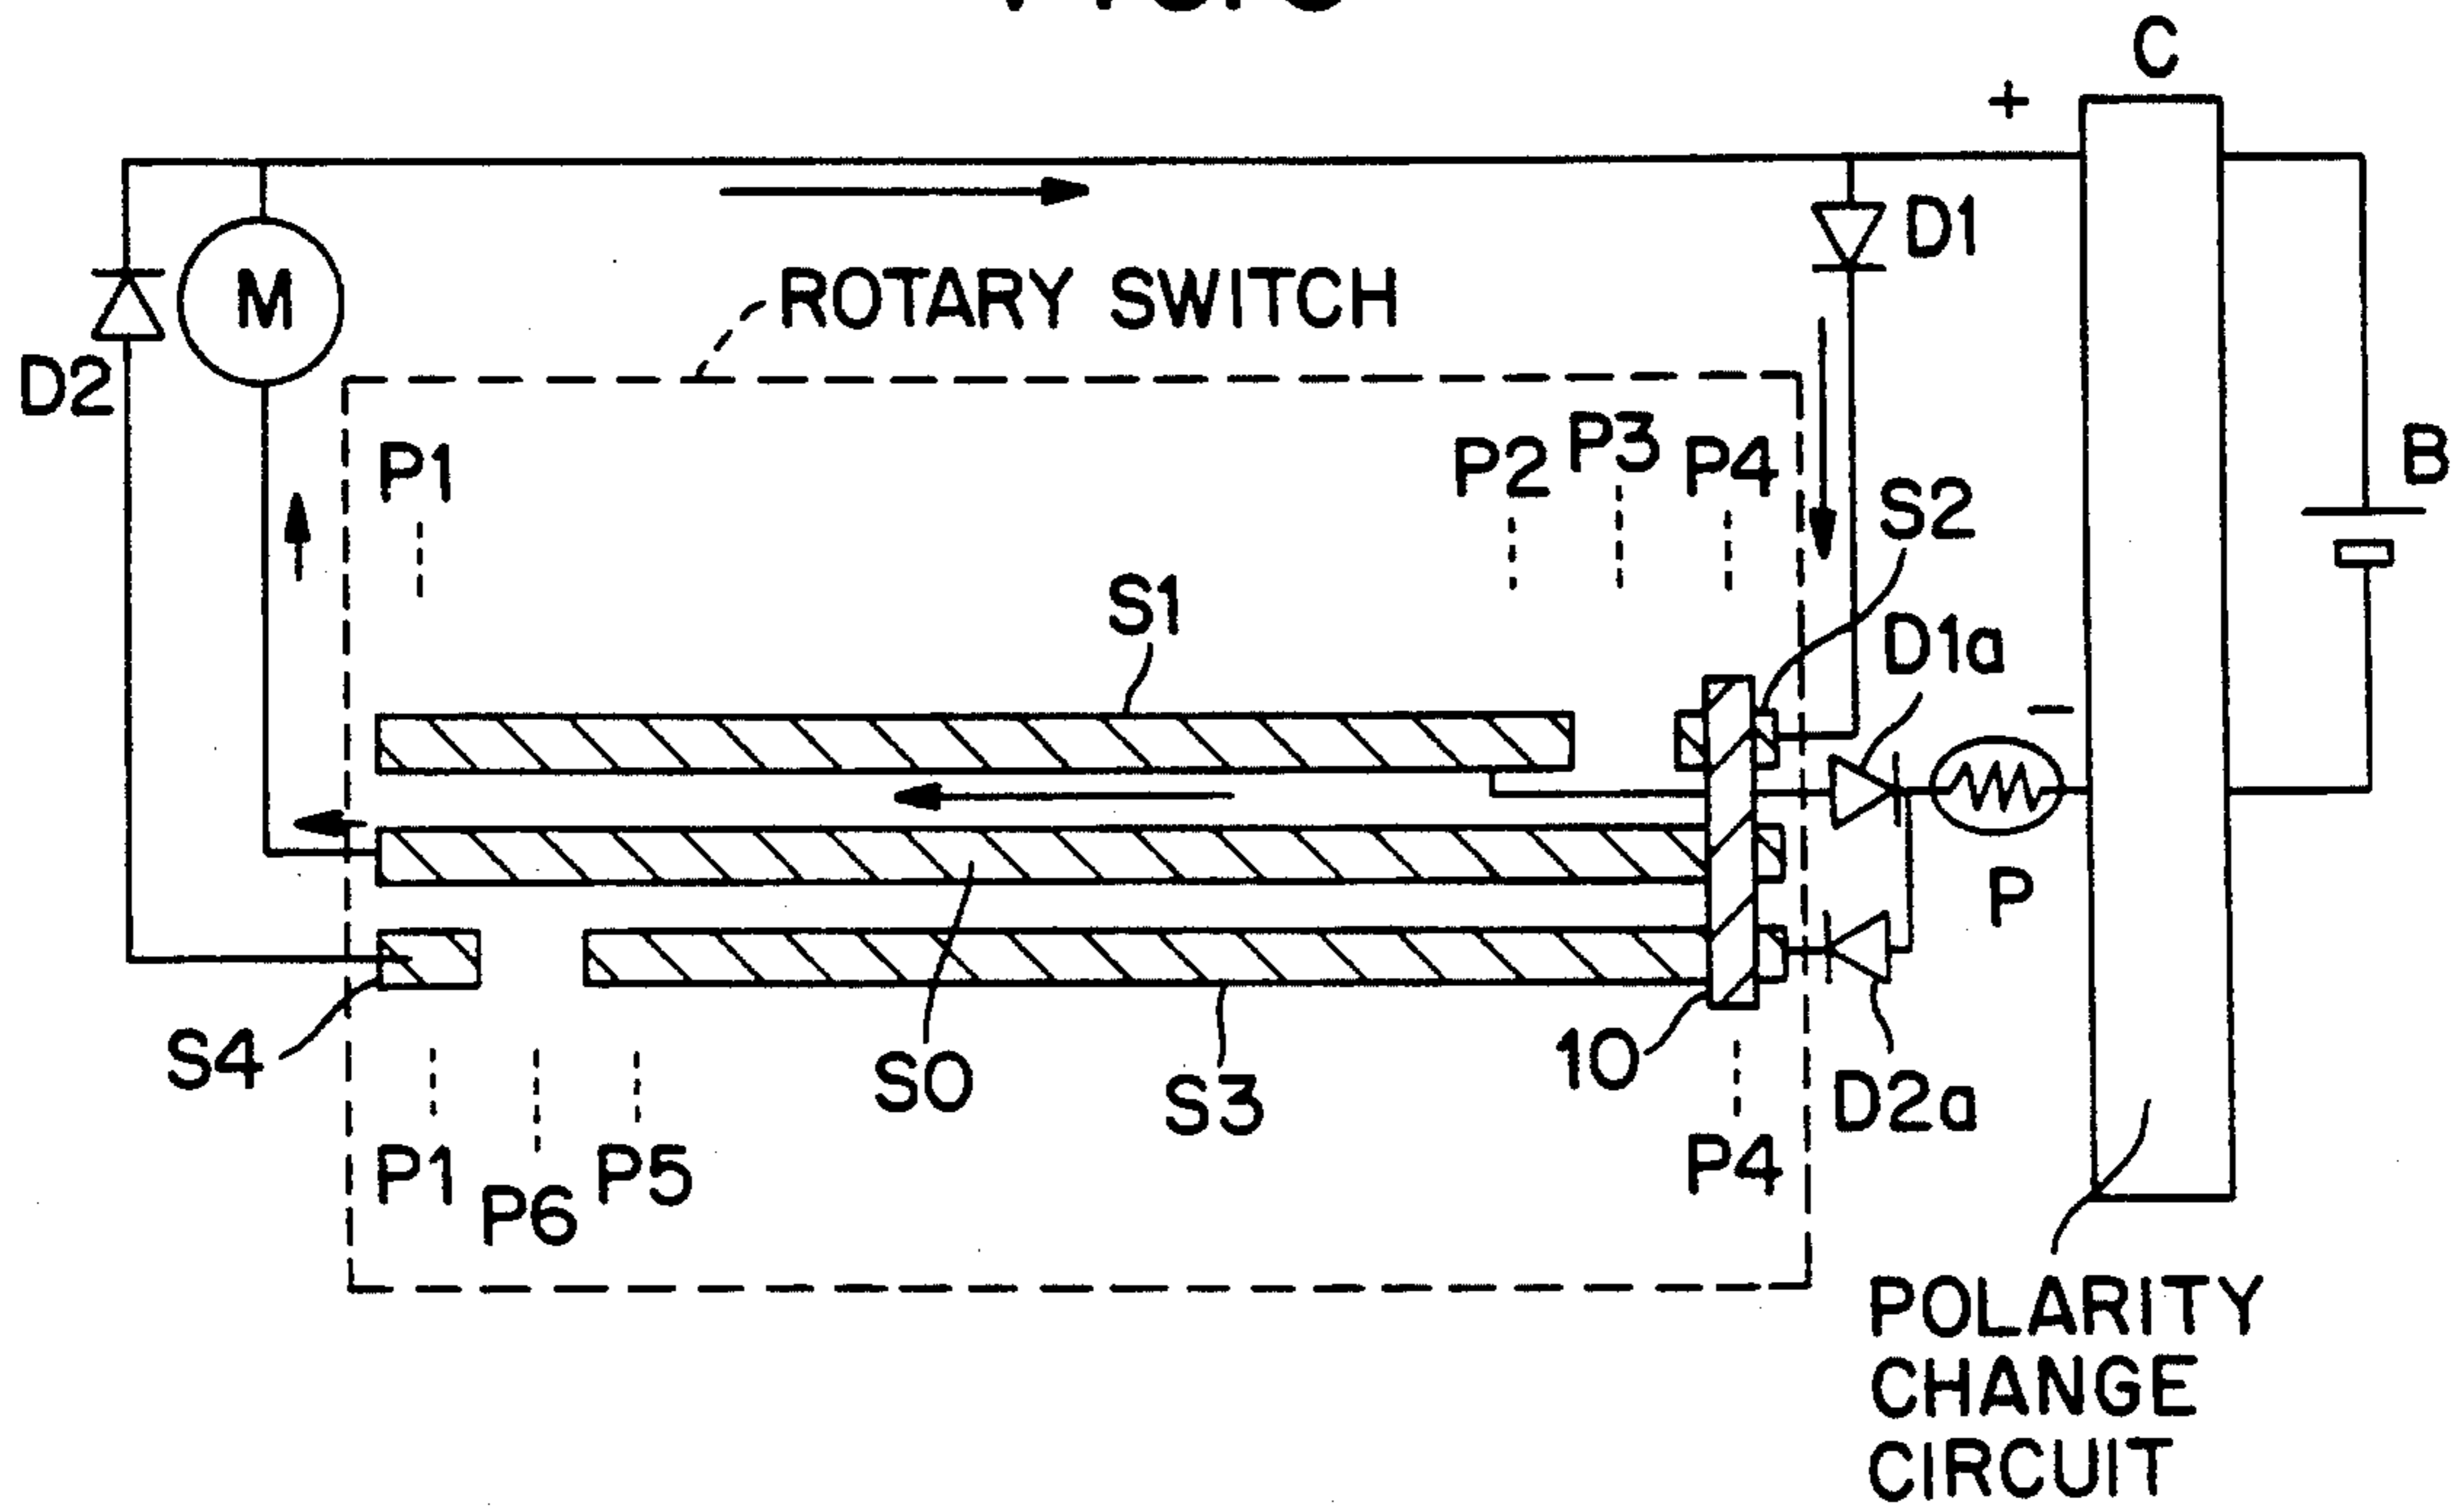 C
+
D1
M
ROTARY SWITCH
D2
P1
P2
P3
P4
B
S2
S1
D1a
−
P
S4
S0
S3
10
D2a
P1
P6
P5
P4
POLARITY
CHANGE
CIRCUIT